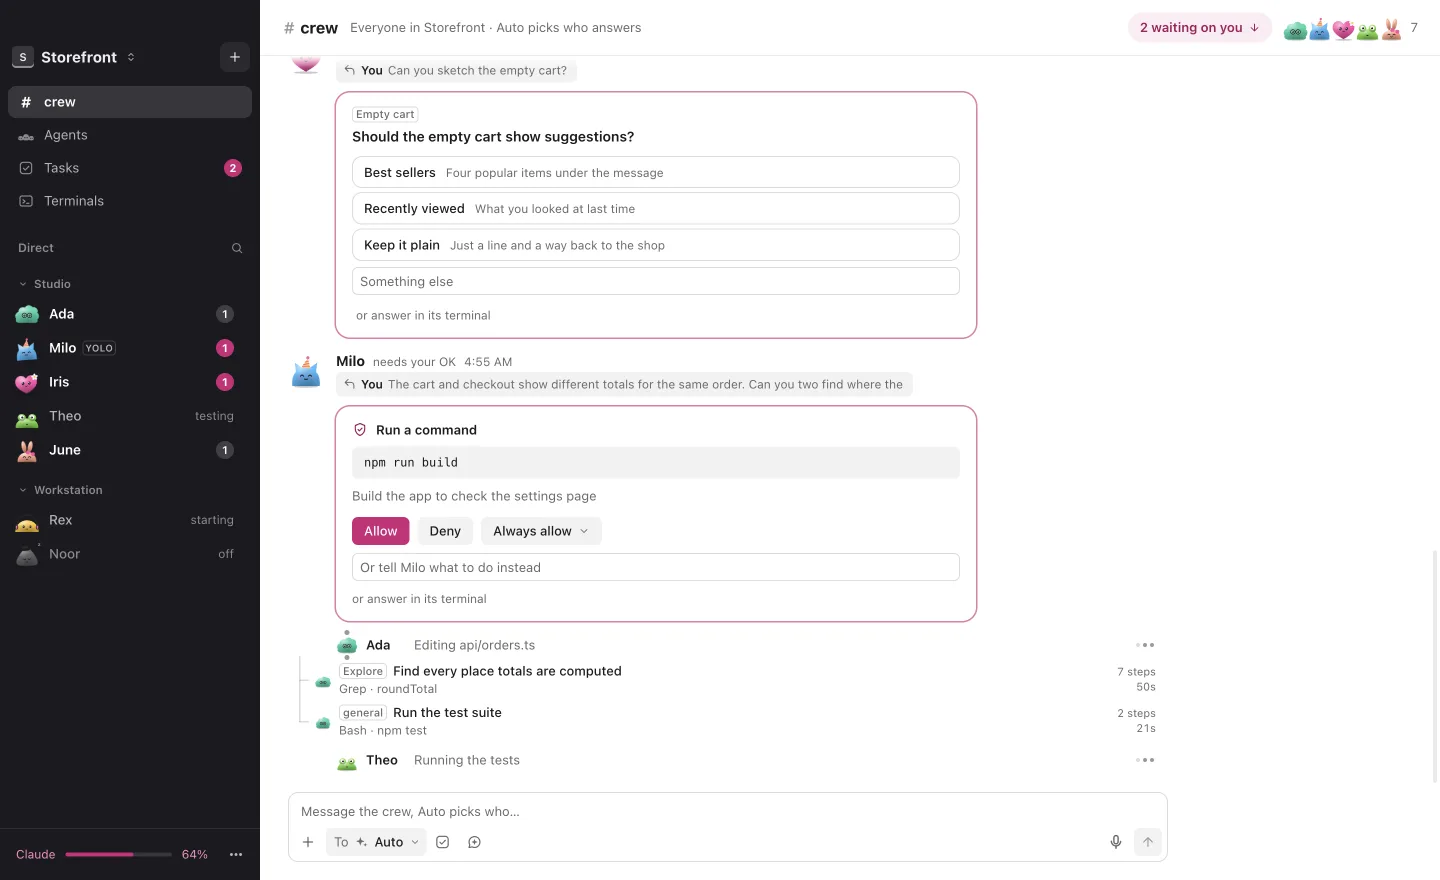 S Storefront
# crew
Agents
Tasks 2
Terminals
Direct
Studio
Ada 1
Milo YOLO 1
Iris 1
Theo testing
June 1
Workstation
Rex starting
Noor off
Claude 64%
# crew Everyone in Storefront · Auto picks who answers
2 waiting on you ↓
7
You Can you sketch the empty cart?
Empty cart
Should the empty cart show suggestions?
Best sellers Four popular items under the message
Recently viewed What you looked at last time
Keep it plain Just a line and a way back to the shop
Something else
or answer in its terminal
Milo needs your OK 4:55 AM
You The cart and checkout show different totals for the same order. Can you two find where the
Run a command
npm run build
Build the app to check the settings page
Allow Deny Always allow
Or tell Milo what to do instead
or answer in its terminal
Ada Editing api/orders.ts
Explore Find every place totals are computed 7 steps
Grep · roundTotal 50s
general Run the test suite 2 steps
Bash · npm test 21s
Theo Running the tests
Message the crew, Auto picks who...
To Auto